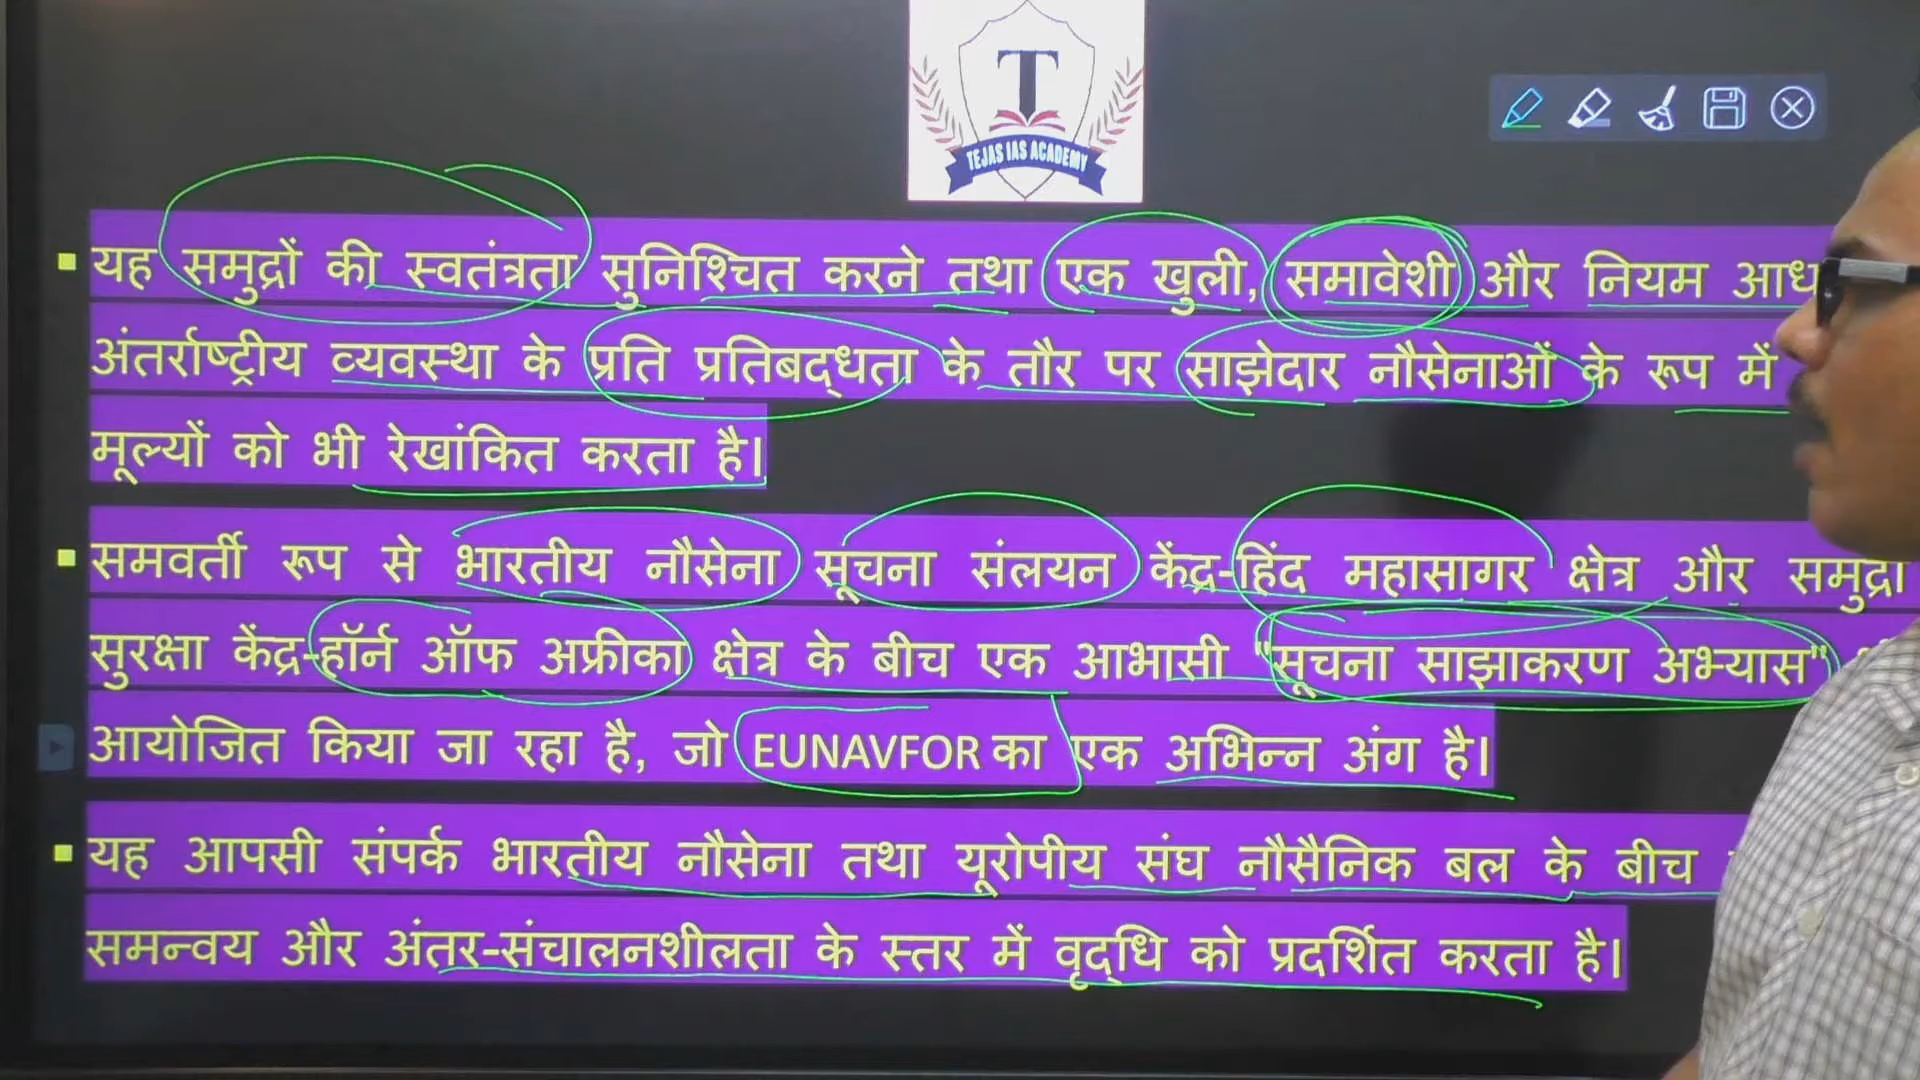 T
TEJAS IAS ACADEMY
यह समुद्रों की स्वतंत्रता सुनिश्चित करने तथा एक खुली, समावेशी और नियम
अंतर्राष्ट्रीय व्यवस्था के प्रति प्रतिबद्धता के तौर पर साझेदार नौसेनाओं के रूप में
मूल्यों को भी रेखांकित करता है।
समवर्ती रूप से भारतीय नौसेना सूचना संलयन केंद्र-हिंद महासागर क्षेत्र और
सुरक्षा केंद्र-हॉर्न ऑफ अफ्रीका क्षेत्र के बीच एक आभासी "सूचना साझाकरण अभ्यास"
आयोजित किया जा रहा है, जो EUNAVFOR का एक अभिन्न अंग है।
यह आपसी संपर्क भारतीय नौसेना तथा यूरोपीय संघ नौसैनिक बल के बीच
समन्वय और अंतर-संचालनशीलता के स्तर में वृद्धि को प्रदर्शित करता है।